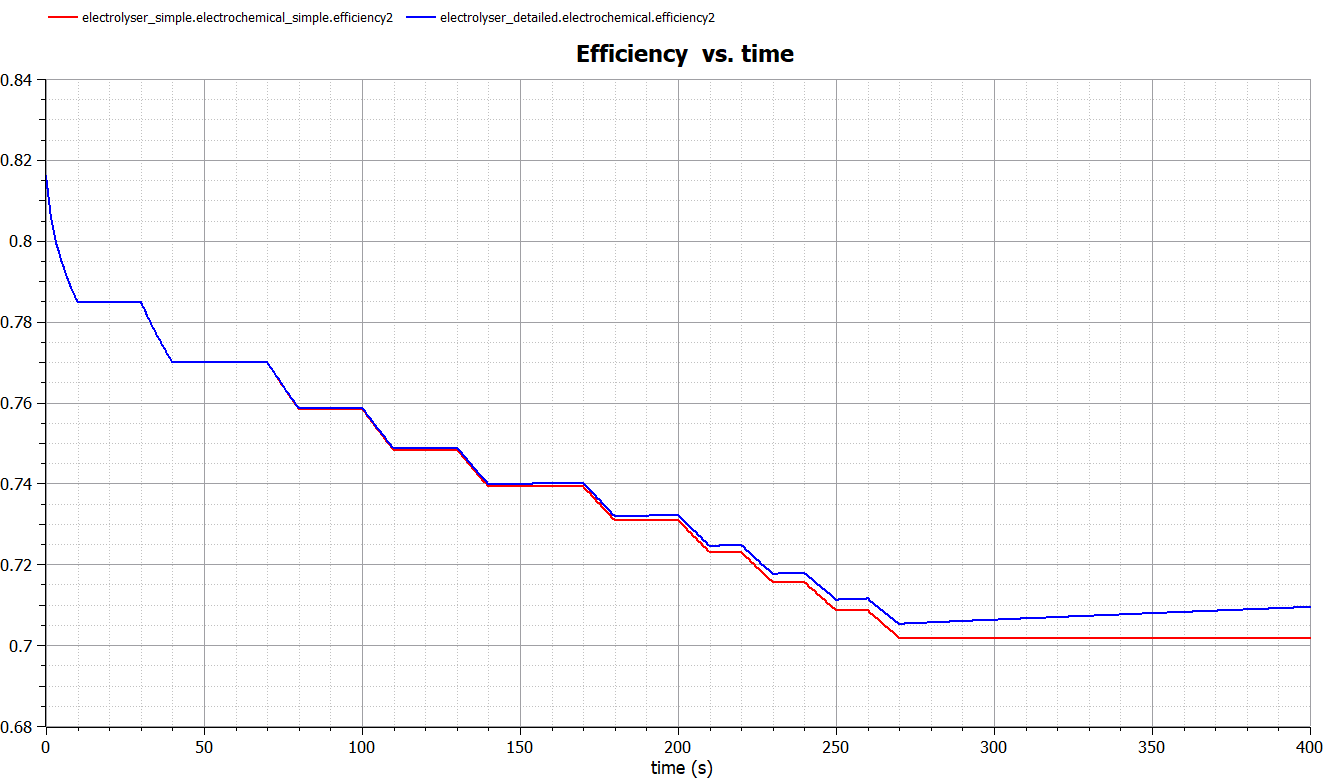 electrolyser_simple.electrochemical_simple.efficiency2 electrolyser_detailed.electrochemical.efficiency2
Efficiency vs. time
0.84
0.82
0.8
0.78
0.76
0.74
0.72
0.7
0.68
0 50 100 150 200 250 300 350 400
time (s)